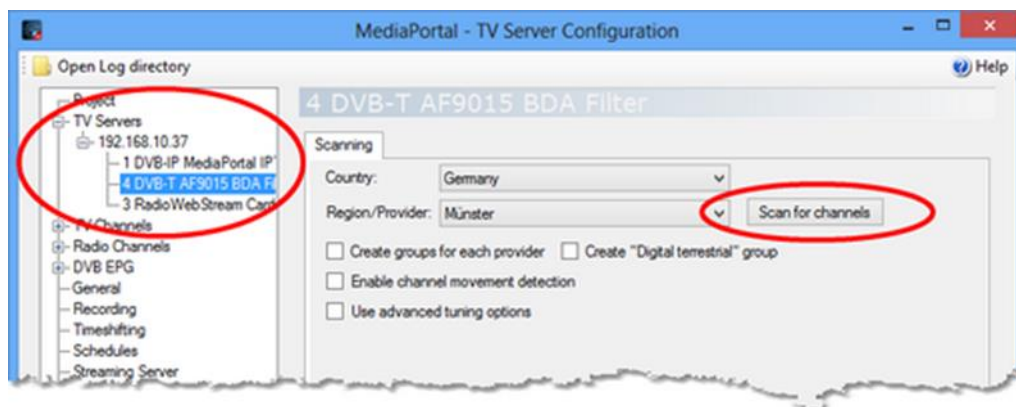 MediaPortal - TV Server Configuration
Open Log directory
Help
Project
TV Servers
192.168.10.37
1 DVB-IP MediaPortal IPT
4 DVB-T AF9015 BDA Fi
3 RadioWebStream Card
TV Channels
Radio Channels
DVB EPG
General
Recording
Timeshifting
Schedules
Streaming Server
4 DVB-T AF9015 BDA Filter
Scanning
Country: Germany
Region/Provider: Münster Scan for channels
Create groups for each provider Create "Digital terrestrial" group
Enable channel movement detection
Use advanced tuning options